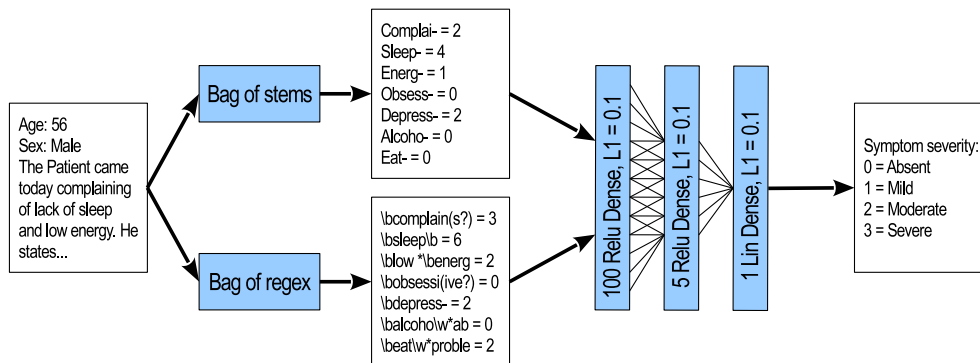 Age: 56
Sex: Male
The Patient came
today complaining
of lack of sleep
and low energy. He
states...
Bag of stems
Bag of regex
Complai- = 2
Sleep- = 4
Energ- = 1
Obsess- = 0
Depress- = 2
Alcoho- = 0
Eat- = 0
\bcomplain(s?) = 3
\bsleep\b = 6
\blow *\benerg = 2
\bobsessi(ive?) = 0
\bdepress- = 2
\balcoho\w*ab = 0
\beat\w*proble = 2
100 Relu Dense, L1 = 0.1
5 Relu Dense, L1 = 0.1
1 Lin Dense, L1 = 0.1
Symptom severity:
0 = Absent
1 = Mild
2 = Moderate
3 = Severe